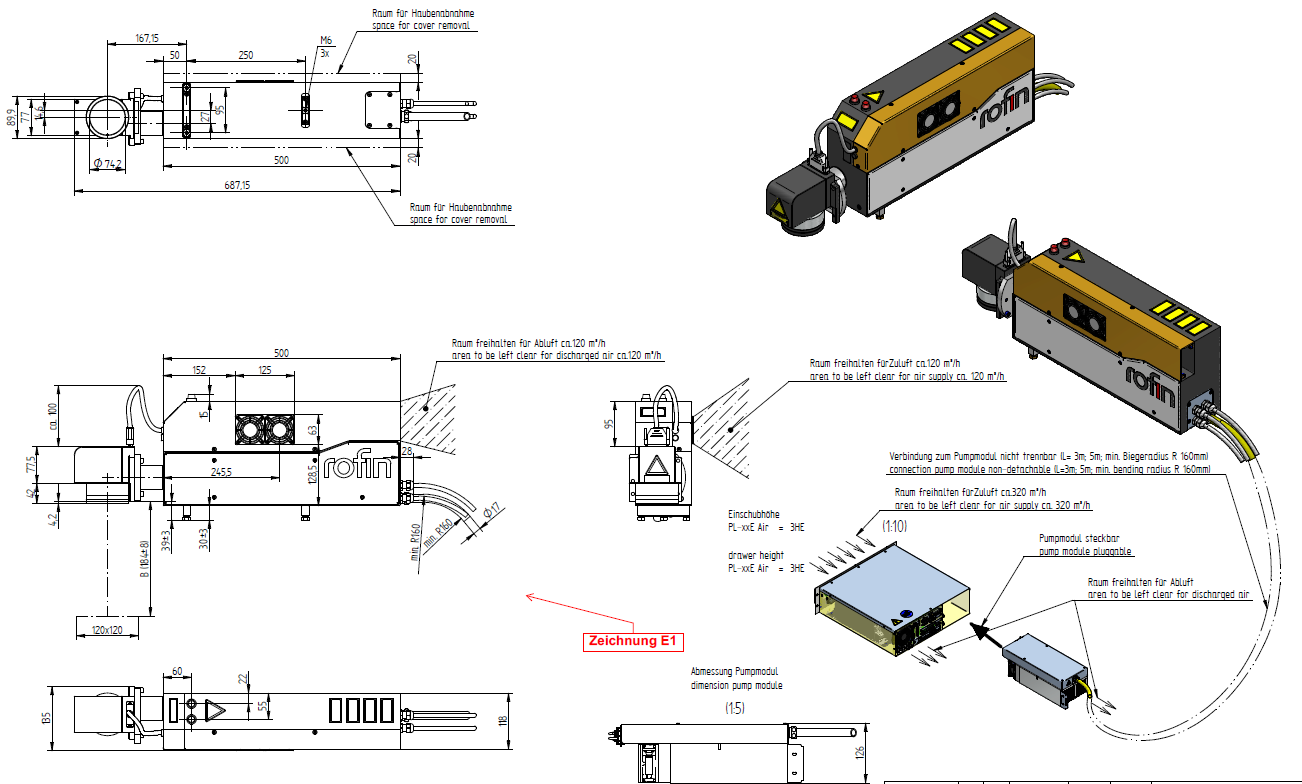 Raum für Haubenabnahme
space for cover removal
167,15
M6
3x
50
250
20
89,9
77
14,6
95
27
Φ 74,2
20
500
687,15
Raum für Haubenabnahme
space for cover removal
rofin
rofin
500
152
125
Raum freihalten für Abluft ca.120 m³/h
area to be left clear for discharged air ca.120 m³/h
ca. 100
15
63
77,5
245,5
rofin
128,5
28
42
4,2
39±3
30±3
min. R160
min. R160
Φ17
B (184±8)
120x120
Raum freihalten fürZuluft ca.120 m³/h
area to be left clear for air supply ca. 120 m³/h
95
Verbindung zum Pumpmodul nicht trennbar (L= 3m; 5m; min. Biegeradius R 160mm)
connection pump module non-detachable (L=3m; 5m; min. bending radius R 160mm)
Raum freihalten fürZuluft ca.320 m³/h
area to be left clear for air supply ca. 320 m³/h
Einschubhöhe
PL-xxE Air = 3HE
(1:10)
drawer height
PL-xxE Air = 3HE
Pumpmodul steckbar
pump module pluggable
Raum freihalten für Abluft
area to be left clear for discharged air
Zeichnung E1
60
22
55
135
118
Abmessung Pumpmodul
dimension pump module
(1:5)
126